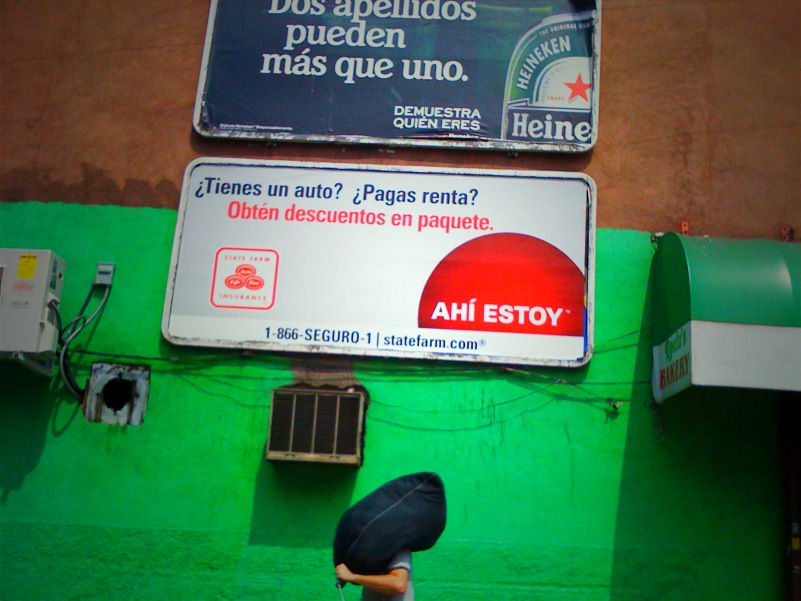 Dos apellidos
pueden
más que uno.
DEMUESTRA
QUIÉN ERES
HEINEKEN
Heine
¿Tienes un auto? ¿Pagas renta?
Obtén descuentos en paquete.
STATE FARM
INSURANCE
AHÍ ESTOY™
1-866-SEGURO-1 | statefarm.com®
BAKERY